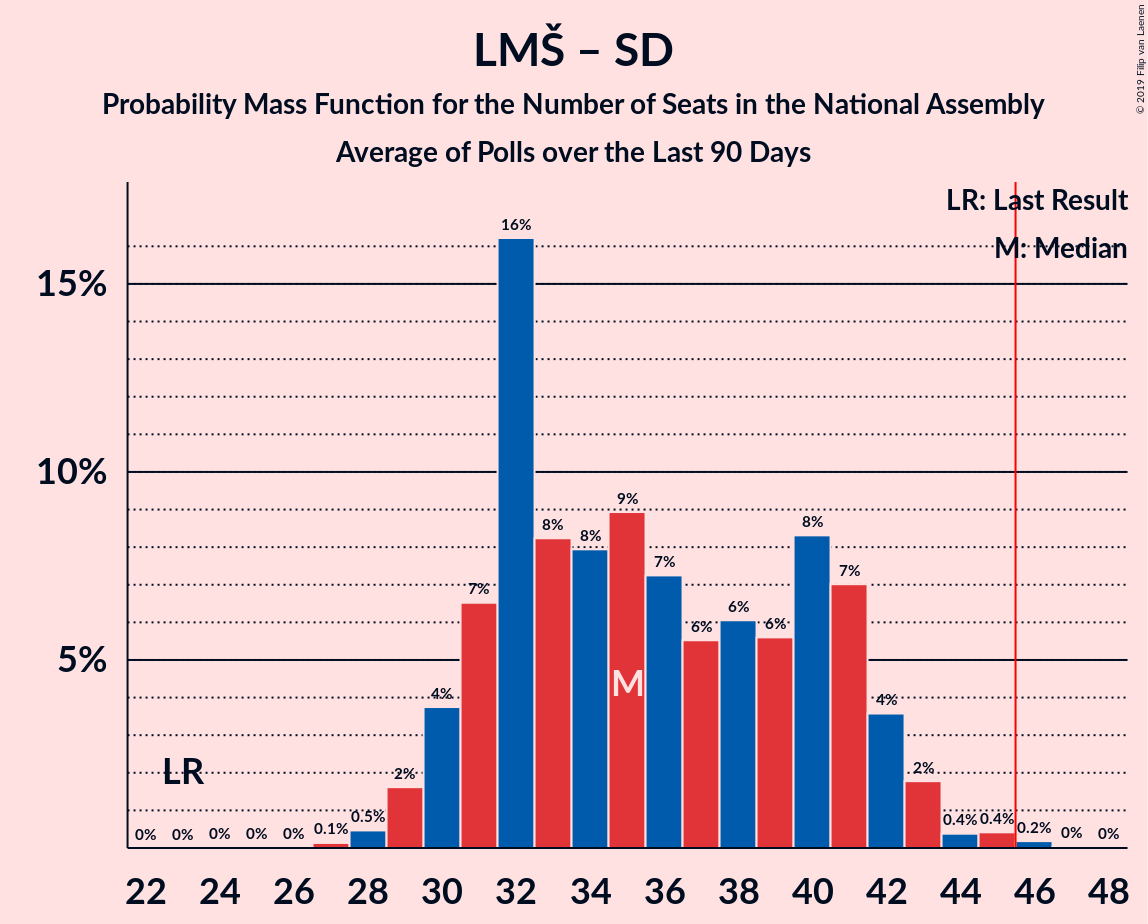 LMŠ – SD
Probability Mass Function for the Number of Seats in the National Assembly
Average of Polls over the Last 90 Days
© 2019 Filip van Laenen
LR: Last Result
M: Median
15%
10%
5%
0% 0% 0% 0% 0% 0.1% 0.5% 2% 4% 7% 16% 8% 8% 9% 7% 6% 6% 6% 8% 7% 4% 2% 0.4% 0.4% 0.2% 0% 0%
M
LR
22 24 26 28 30 32 34 36 38 40 42 44 46 48